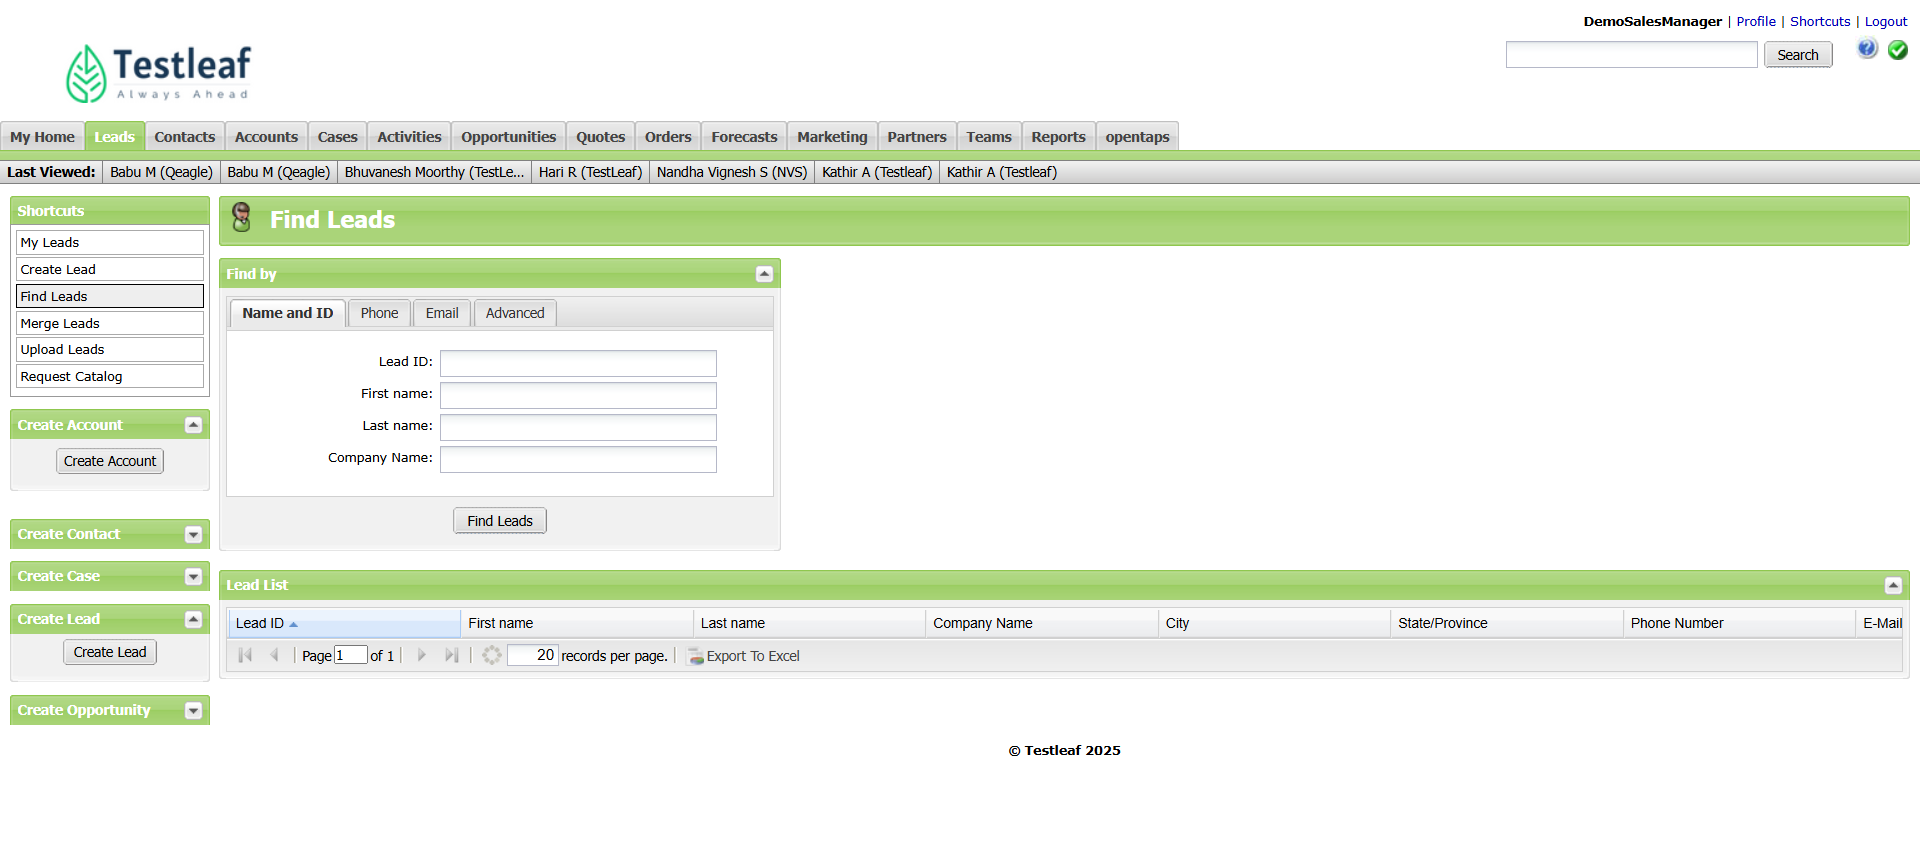 DemoSalesManager | Profile | Shortcuts | Logout
Testleaf
Always Ahead
Search
My Home Leads Contacts Accounts Cases Activities Opportunities Quotes Orders Forecasts Marketing Partners Teams Reports opentaps
Last Viewed: Babu M (Qeagle) Babu M (Qeagle) Bhuvanesh Moorthy (TestLe... Hari R (TestLeaf) Nandha Vignesh S (NVS) Kathir A (Testleaf) Kathir A (Testleaf)
Shortcuts
My Leads
Create Lead
Find Leads
Merge Leads
Upload Leads
Request Catalog
Create Account
Create Account
Create Contact
Create Case
Create Lead
Create Lead
Create Opportunity
Find Leads
Find by
Name and ID Phone Email Advanced
Lead ID:
First name:
Last name:
Company Name:
Find Leads
Lead List
Lead ID First name Last name Company Name City State/Province Phone Number E-Mail
Page 1 of 1 20 records per page. Export To Excel
© Testleaf 2025